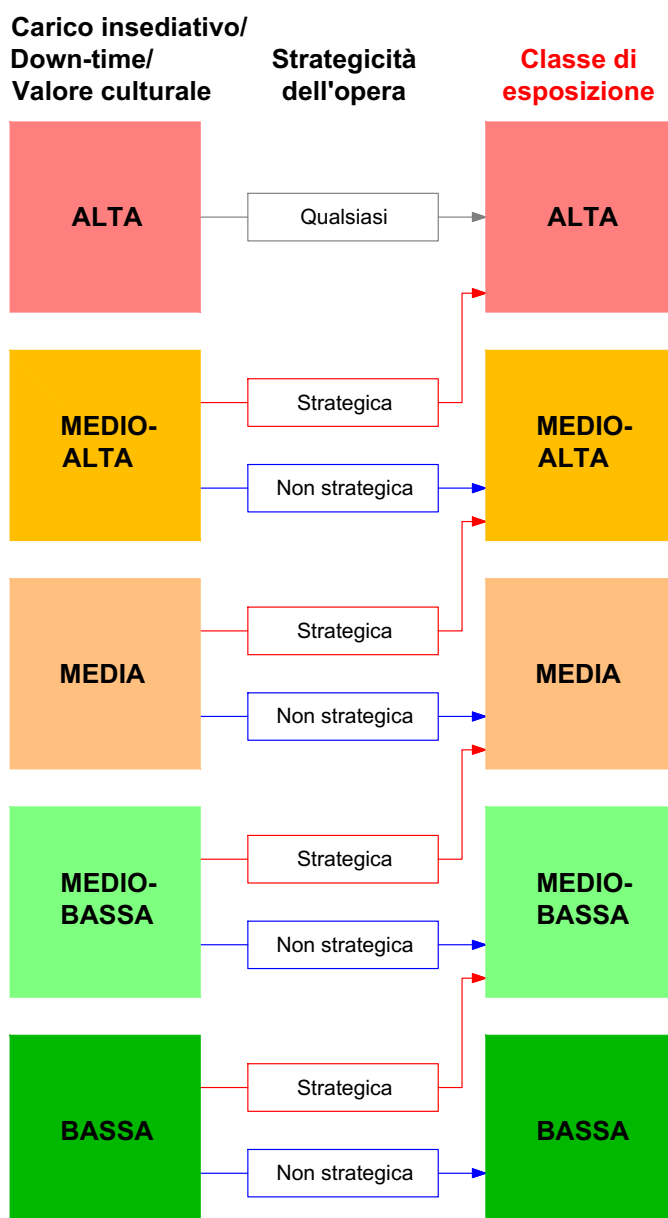 Carico insediativo/
Down-time/
Valore culturale
Strategicità
dell'opera
Classe di
esposizione
ALTA
Qualsiasi
ALTA
Strategica
MEDIO-
ALTA
MEDIO-
ALTA
Non strategica
Strategica
MEDIA
MEDIA
Non strategica
Strategica
MEDIO-
BASSA
MEDIO-
BASSA
Non strategica
Strategica
BASSA
BASSA
Non strategica